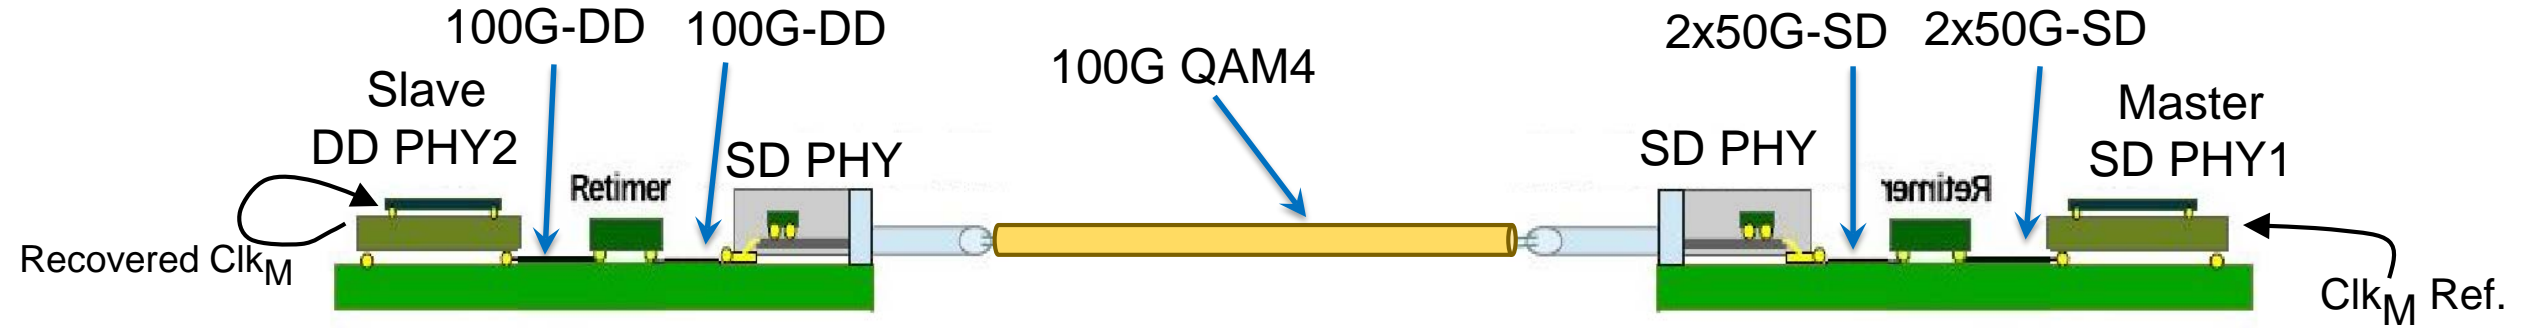 100G-DD
100G-DD
2x50G-SD
2x50G-SD
100G QAM4
Slave
DD PHY2
SD PHY
Retimer
Recovered ClkM
SD PHY
Master
SD PHY1
Retimer
ClkM Ref.